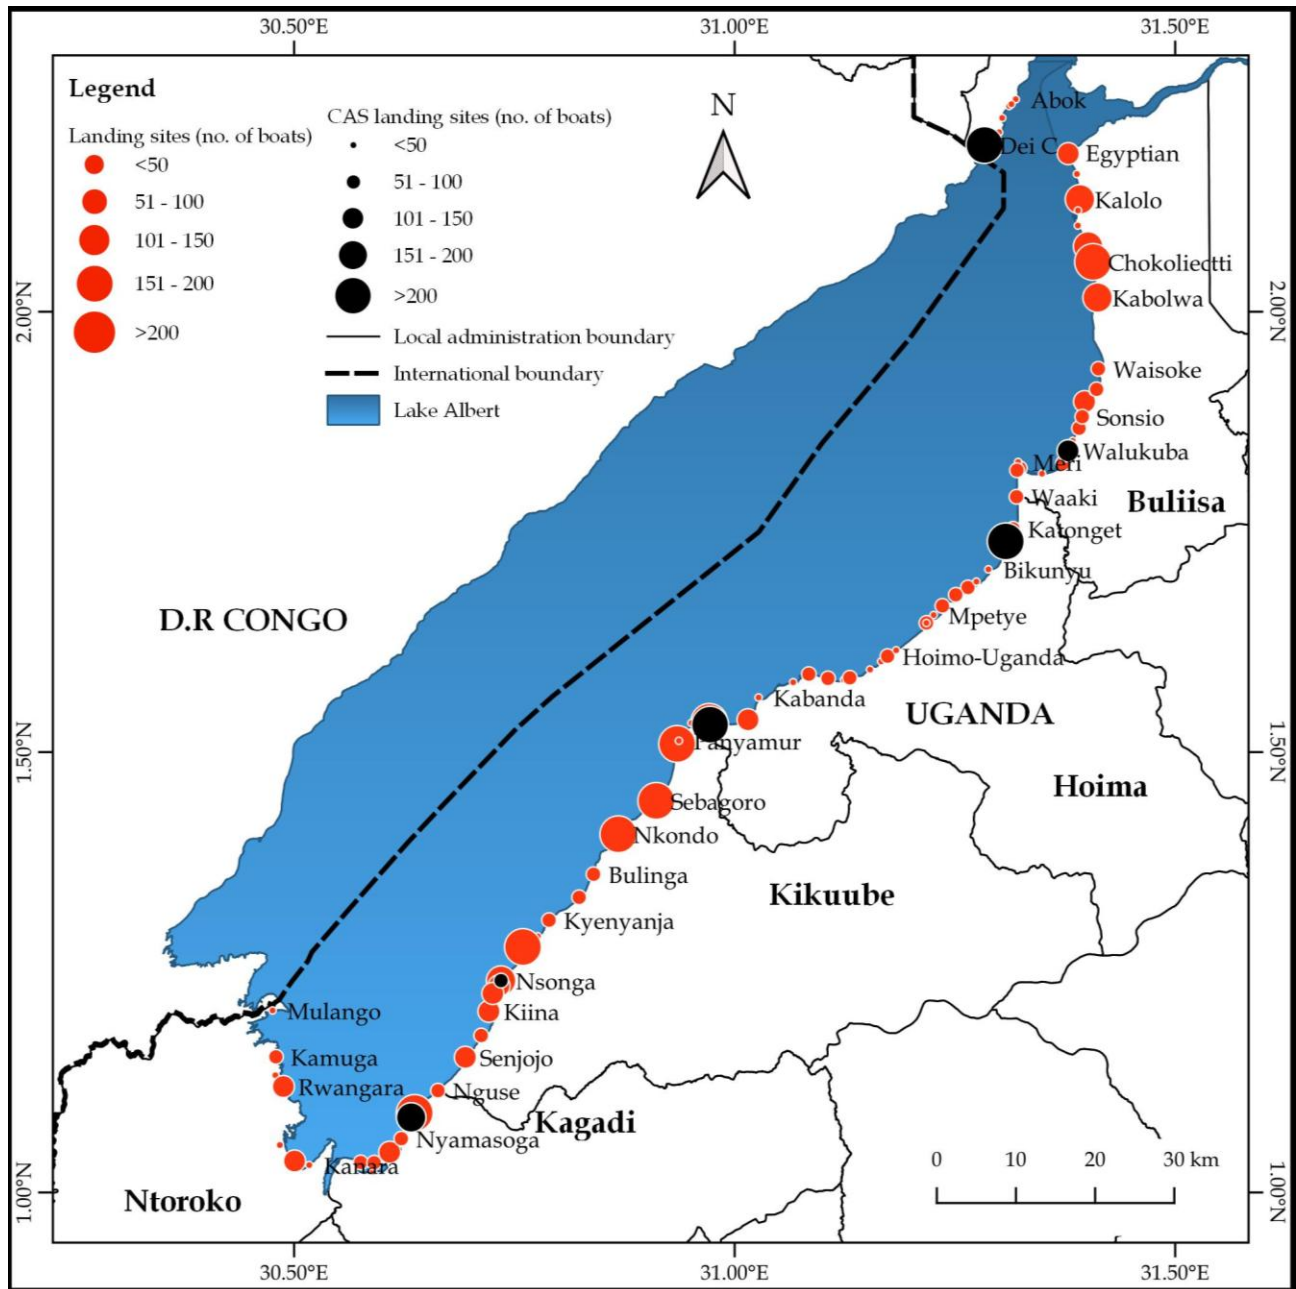 30.50°E
31.00°E
31.50°E
Legend
Landing sites (no. of boats)
<50
51 - 100
101 - 150
151 - 200
>200
CAS landing sites (no. of boats)
<50
51 - 100
101 - 150
151 - 200
>200
Local administration boundary
International boundary
Lake Albert
N
Abok
Dei C
Egyptian
Kalolo
Chokoliectti
Kabolwa
2.00°N
2.00°N
Waisoke
Sonsio
Walukuba
Meri
Waaki
Buliisa
Katonget
Bikunyu
D.R CONGO
Mpetye
Hoimo-Uganda
Kabanda
UGANDA
Panyamur
1.50°N
1.50°N
Hoima
Sebagoro
Nkondo
Bulinga
Kikuube
Kyenyanja
Nsonga
Mulango
Kiina
Kamuga
Senjojo
Rwangara
Nguse
Kagadi
Nyamasoga
Kanara
0 10 20 30 km
Ntoroko
1.00°N
1.00°N
30.50°E
31.00°E
31.50°E